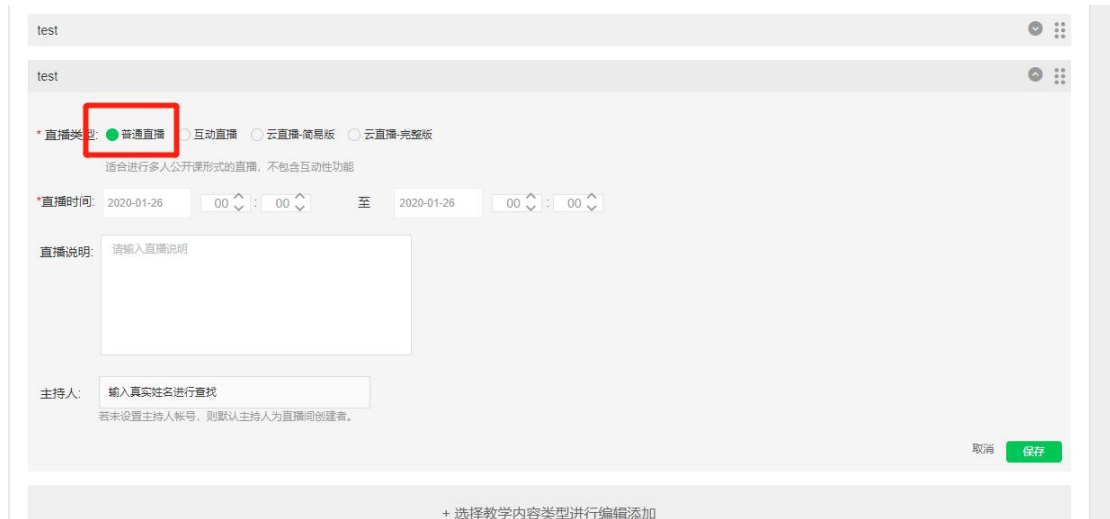 test
test
* 直播类型: 普通直播 互动直播 云直播-简易版 云直播-完整版
适合进行多人公开课形式的直播，不包含互动性功能
*直播时间: 2020-01-26 00 : 00 至 2020-01-26 00 : 00
直播说明: 请输入直播说明
主持人: 输入真实姓名进行查找
若未设置主持人帐号，则默认主持人为直播间创建者。
取消 保存
+ 选择教学内容类型进行编辑添加